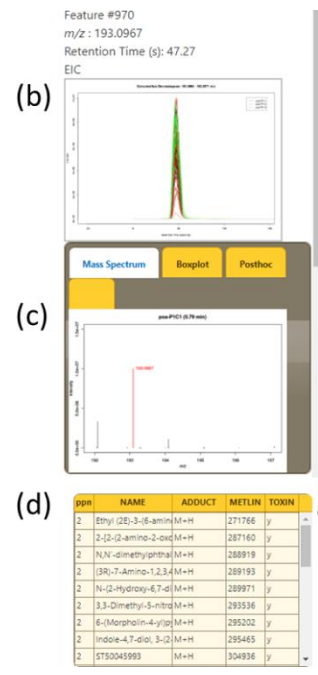 Feature #970
m/z : 193.0967
Retention Time (s): 47.27
EIC
(b)
Mass Spectrum Boxplot Posthoc
(c)
pos-P1C1 (0.79 min)
193.0967
Intensity
m/z
(d)
ppm NAME ADDUCT METLIN TOXIN
2 Ethyl (2E)-3-(6-amin M+H 271766 y
2 2-[2-(2-amino-2-oxo M+H 287160 y
2 N,N'-dimethylphthal M+H 288919 y
2 (3R)-7-Amino-1,2,3,4 M+H 289193 y
2 N-(2-Hydroxy-6,7-di M+H 289971 y
2 3,3-Dimethyl-5-nitro M+H 293536 y
2 6-(Morpholin-4-yl)p M+H 295202 y
2 Indole-4,7-diol, 3-(2 M+H 295465 y
2 ST50045993 M+H 304936 y